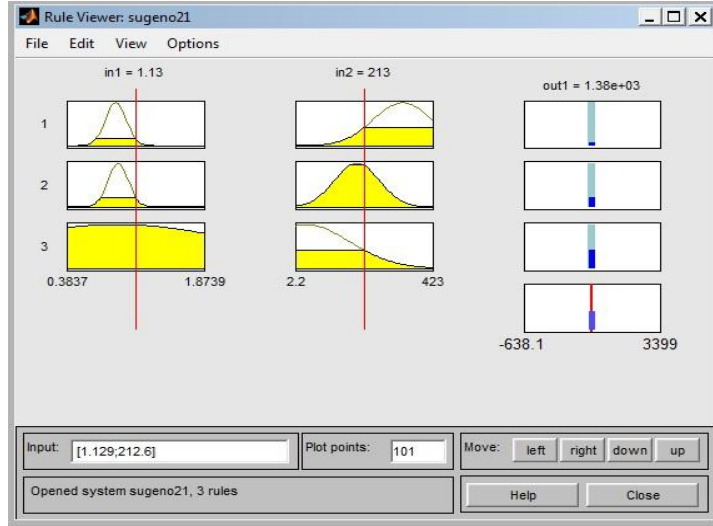 Rule Viewer: sugeno21
File Edit View Options
in1 = 1.13 in2 = 213 out1 = 1.38e+03
1
2
3
0.3837 1.8739 2.2 423
-638.1 3399
Input: [1.129;212.6] Plot points: 101 Move: left right down up
Opened system sugeno21, 3 rules Help Close